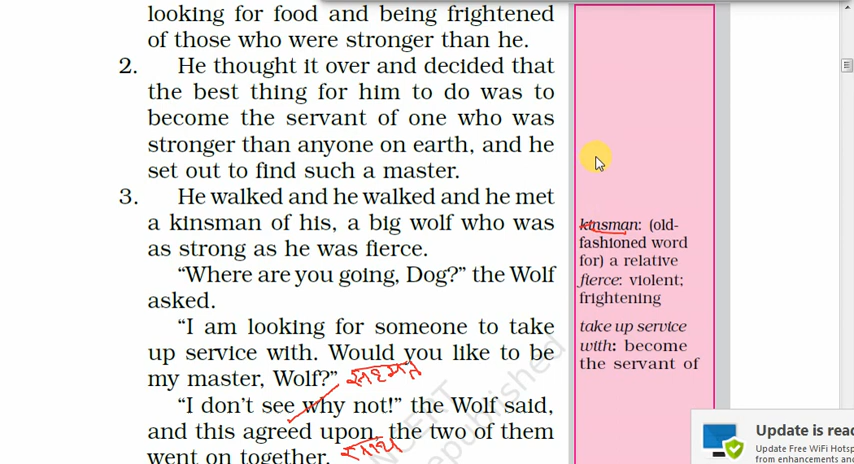 looking for food and being frightened
of those who were stronger than he.
2. He thought it over and decided that
the best thing for him to do was to
become the servant of one who was
stronger than anyone on earth, and he
set out to find such a master.
3. He walked and he walked and he met
a kinsman of his, a big wolf who was
as strong as he was fierce.
“Where are you going, Dog?” the Wolf
asked.
“I am looking for someone to take
up service with. Would you like to be
my master, Wolf?” सहमत
“I don't see why not!” the Wolf said,
and this agreed upon, the two of them
went on together.
kinsman: (old-
fashioned word
for) a relative
fierce: violent;
frightening
take up service
with: become
the servant of
NCERT
republished
Update is read
Update Free WiFi Hotsp
from enhancements and